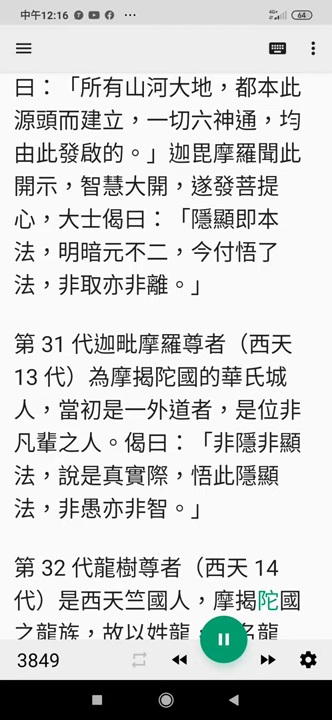 中午12:16
64
曰：「所有山河大地，都本此
源頭而建立，一切六神通，均
由此發啟的。」迦毘摩羅聞此
開示，智慧大開，遂發菩提
心，大士偈曰：「隱顯即本
法，明暗元不二，今付悟了
法，非取亦非離。」
第 31 代迦毗摩羅尊者（西天
13 代）為摩揭陀國的華氏城
人，當初是一外道者，是位非
凡輩之人。偈曰：「非隱非顯
法，說是真實際，悟此隱顯
法，非愚亦非智。」
第 32 代龍樹尊者（西天 14
代）是西天竺國人，摩揭陀國
之龍族，故以姓龍
名龍
3849